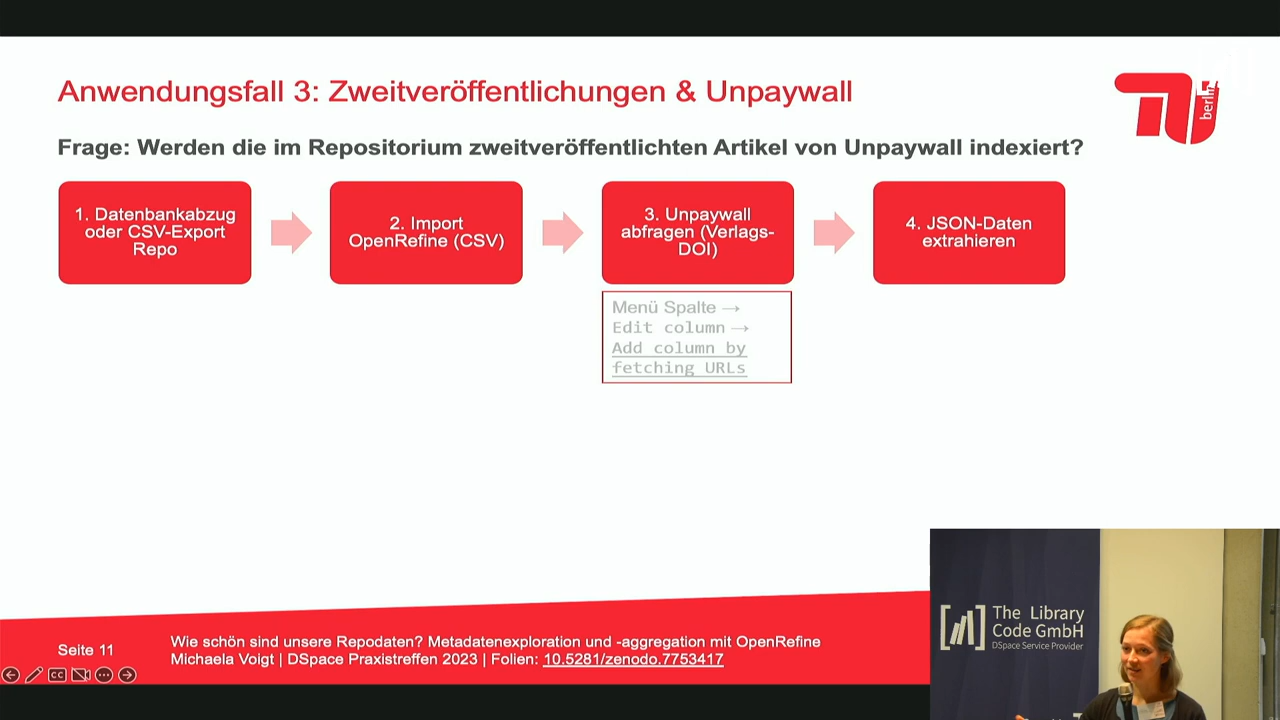 Anwendungsfall 3: Zweitveröffentlichungen & Unpaywall
berlin
Frage: Werden die im Repositorium zweitveröffentlichten Artikel von Unpaywall indexiert?
1. Datenbankabzug
oder CSV-Export
Repo
2. Import
OpenRefine (CSV)
3. Unpaywall
abfragen (Verlags-
DOI)
4. JSON-Daten
extrahieren
Menü Spalte →
Edit column →
Add column by
fetching URLs
Seite 11
Wie schön sind unsere Repodaten? Metadatenexploration und -aggregation mit OpenRefine
Michaela Voigt | DSpace Praxistreffen 2023 | Folien: 10.5281/zenodo.7753417
CC
The Library
Code GmbH
DSpace Service Provider